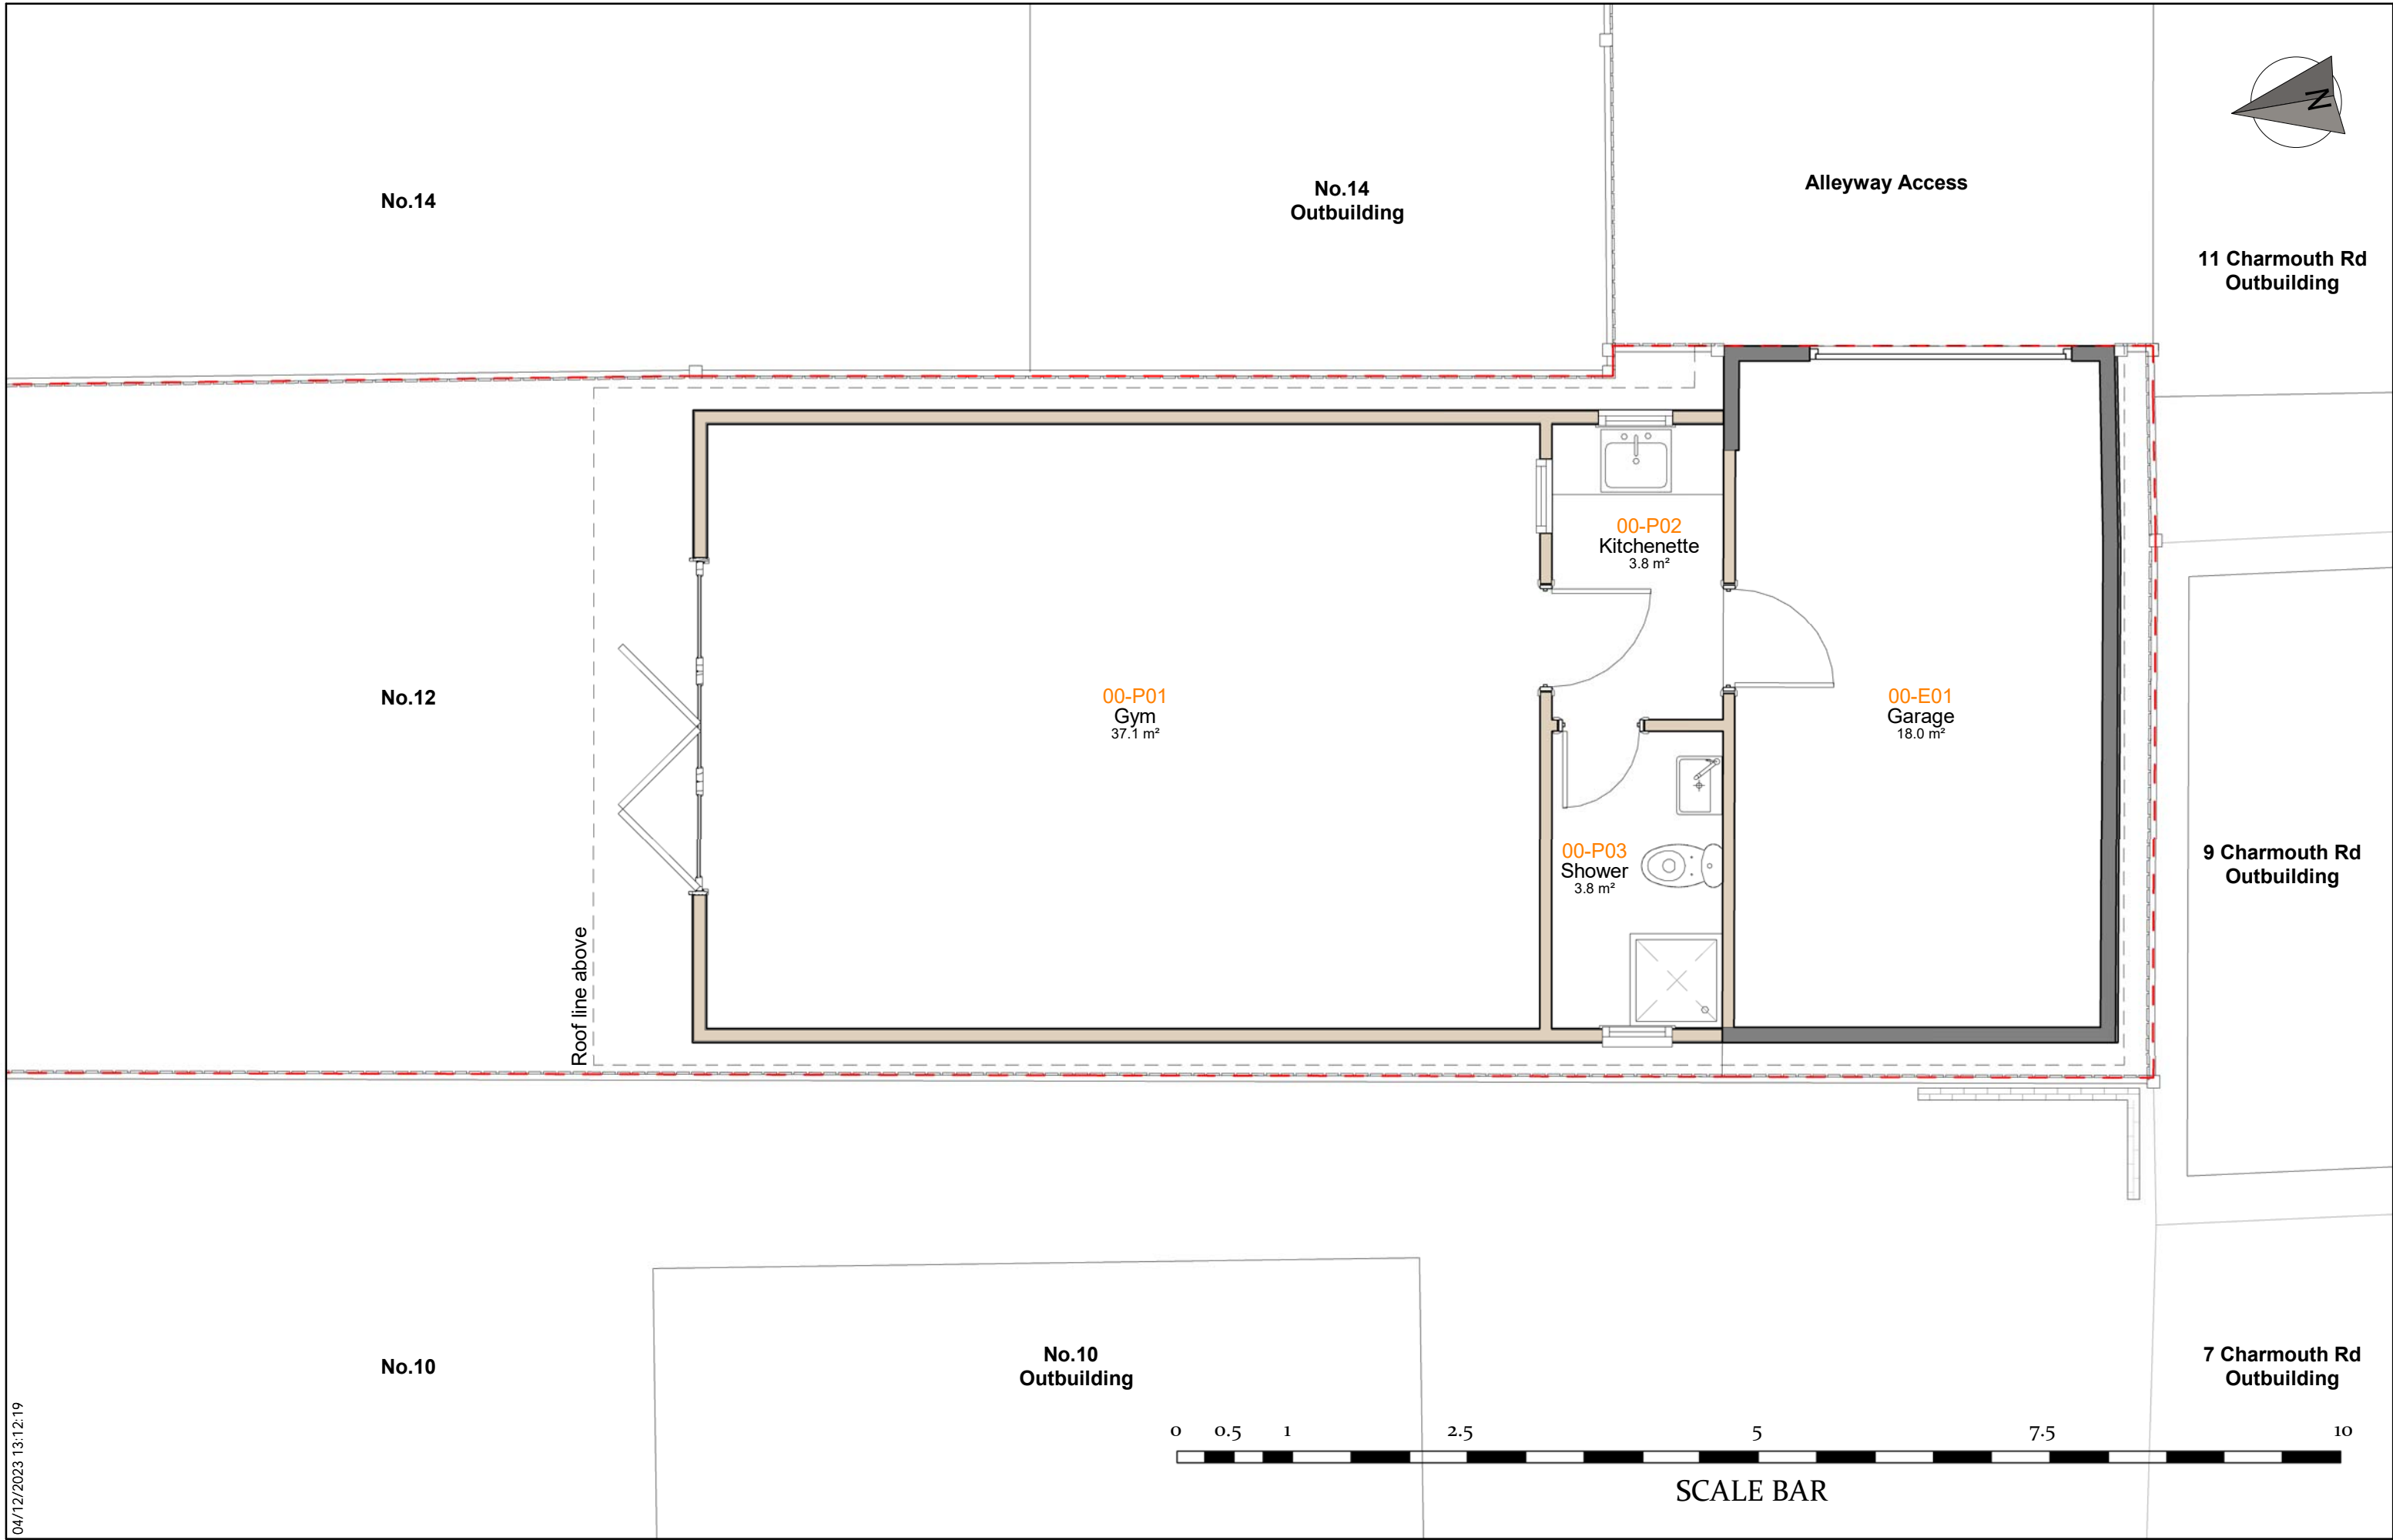 No.14
No.14
Outbuilding
Alleyway Access
N
11 Charmouth Rd
Outbuilding
00-P02
Kitchenette
3.8 m²
No.12
00-P01
Gym
37.1 m²
00-E01
Garage
18.0 m²
00-P03
Shower
3.8 m²
9 Charmouth Rd
Outbuilding
Roof line above
No.10
No.10
Outbuilding
7 Charmouth Rd
Outbuilding
0 0.5 1 2.5 5 7.5 10
SCALE BAR
04/12/2023 13:12:19